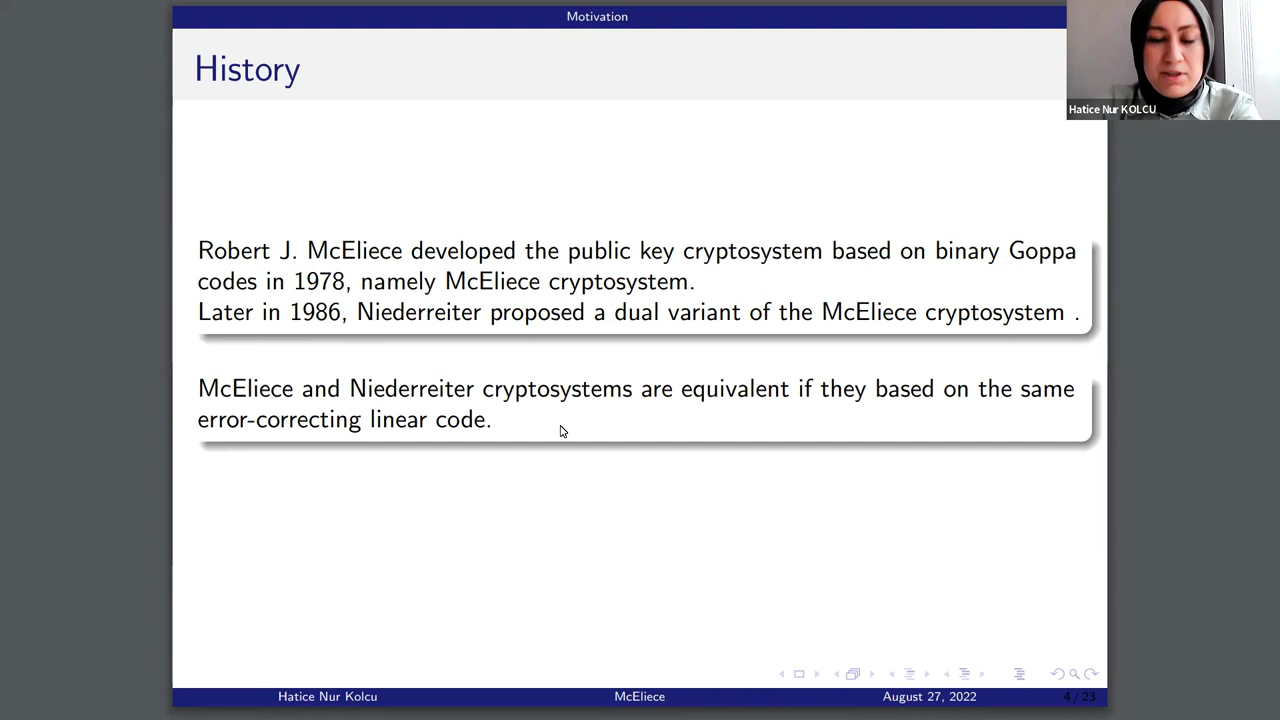 Motivation
History
Hatice Nur KOLCU
Robert J. McEliece developed the public key cryptosystem based on binary Goppa
codes in 1978, namely McEliece cryptosystem.
Later in 1986, Niederreiter proposed a dual variant of the McEliece cryptosystem .
McEliece and Niederreiter cryptosystems are equivalent if they based on the same
error-correcting linear code.
Hatice Nur Kolcu McEliece August 27, 2022 4 / 23